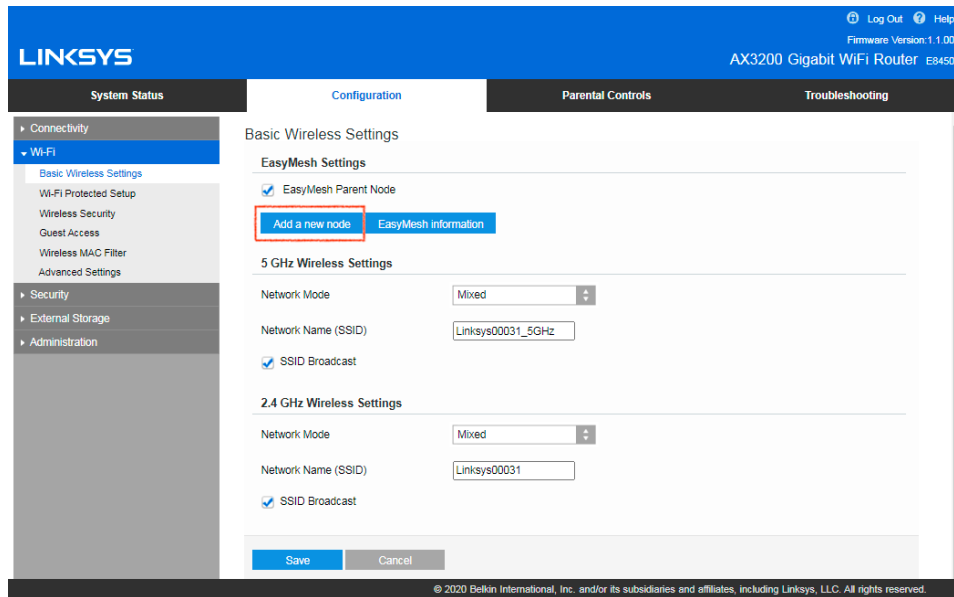 Log Out Help
Firmware Version:1.1.00
LINKSYS
AX3200 Gigabit WiFi Router E8450
System Status Configuration Parental Controls Troubleshooting
Connectivity
Wi-Fi
Basic Wireless Settings
Wi-Fi Protected Setup
Wireless Security
Guest Access
Wireless MAC Filter
Advanced Settings
Security
External Storage
Administration
Basic Wireless Settings
EasyMesh Settings
EasyMesh Parent Node
Add a new node EasyMesh information
5 GHz Wireless Settings
Network Mode Mixed
Network Name (SSID) Linksys00031_5GHz
SSID Broadcast
2.4 GHz Wireless Settings
Network Mode Mixed
Network Name (SSID) Linksys00031
SSID Broadcast
Save Cancel
© 2020 Belkin International, Inc. and/or its subsidiaries and affiliates, including Linksys, LLC. All rights reserved.